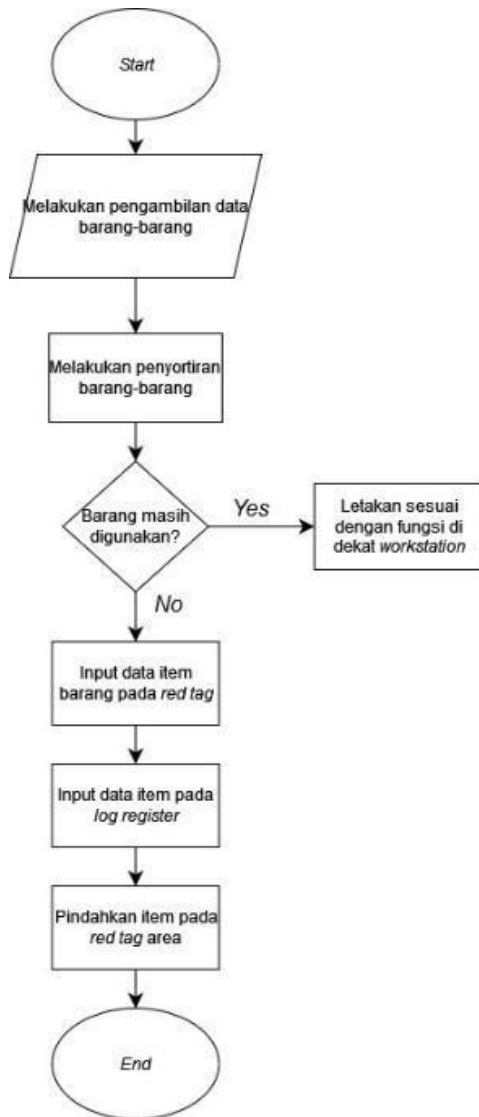 Start
Melakukan pengambilan data
barang-barang
Melakukan penyortiran
barang-barang
Barang masih
digunakan?
Yes
Letakan sesuai
dengan fungsi di
dekat workstation
No
Input data item
barang pada red tag
Input data item pada
log register
Pindahkan item pada
red tag area
End